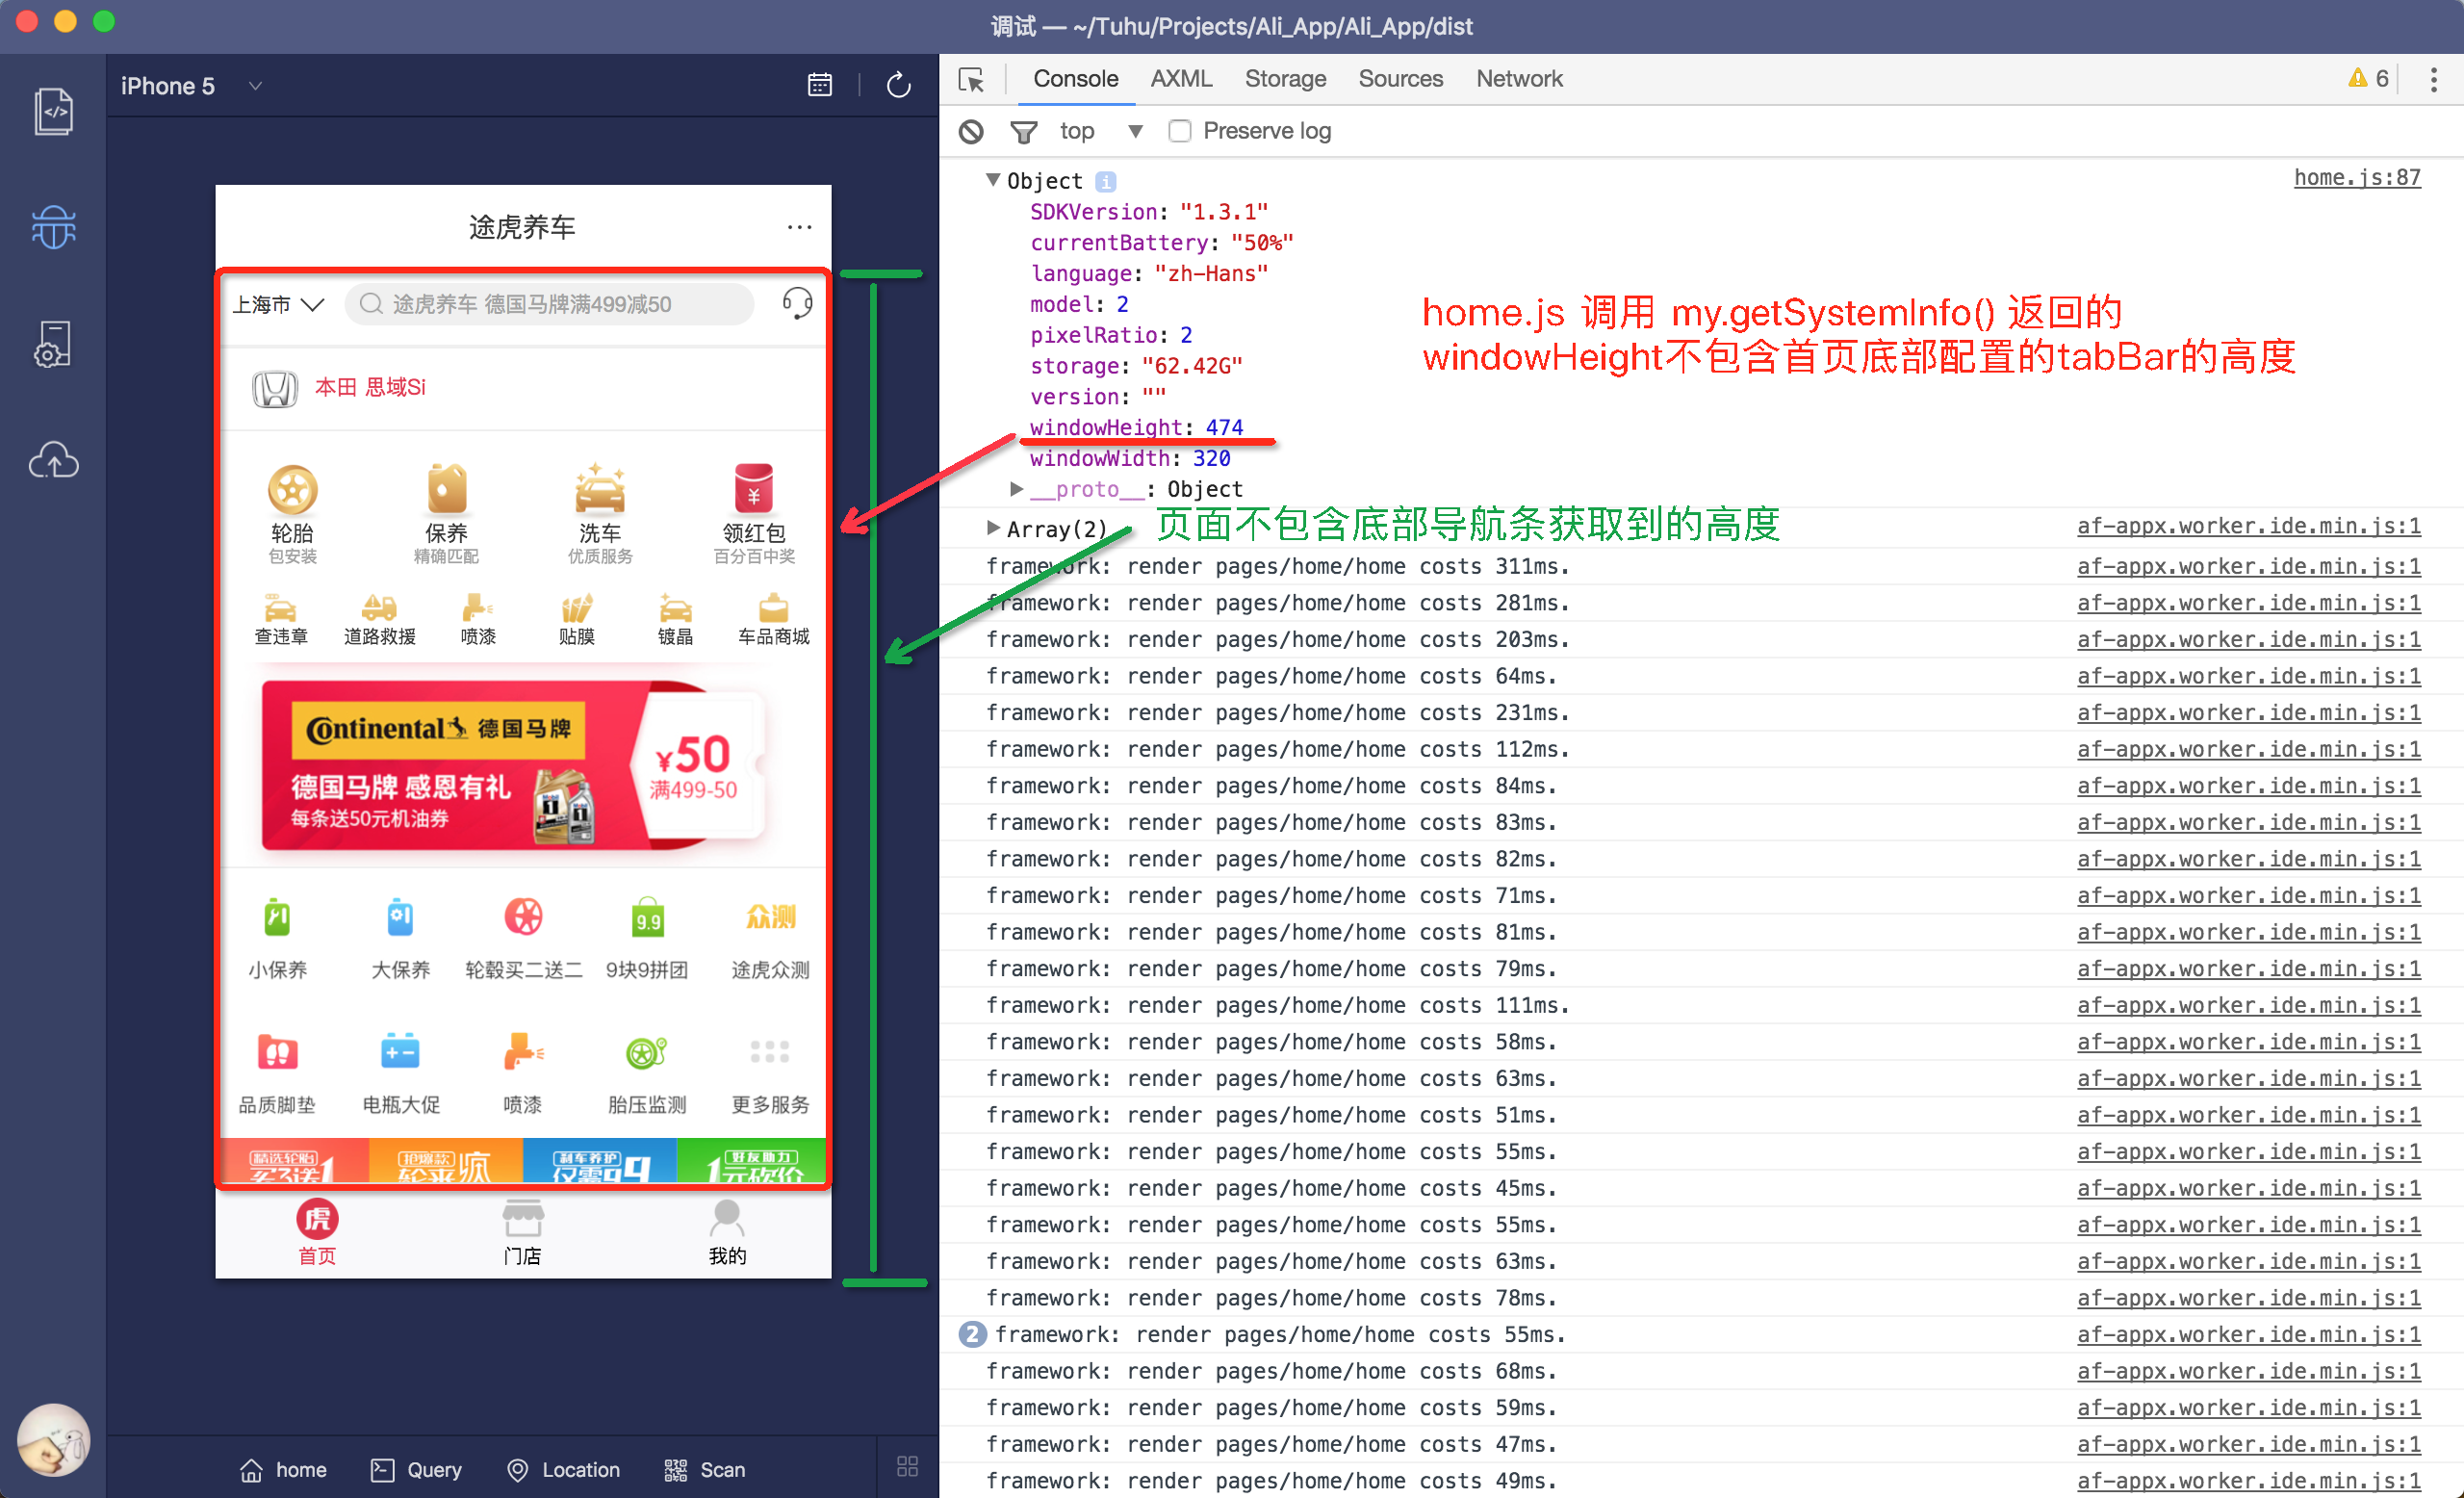 调试 — ~/Tuhu/Projects/Ali_App/Ali_App/dist
iPhone 5
途虎养车
上海市
途虎养车 德国马牌满499减50
本田 思域Si
轮胎 保养 洗车 领红包
包安装 精确匹配 优质服务 百分百中奖
查违章 道路救援 喷漆 贴膜 镀晶 车品商城
Continental 德国马牌
德国马牌 感恩有礼
每条送50元机油券
¥50
满499-50
9.9 众测
小保养 大保养 轮毂买二送二 9块9拼团 途虎众测
品质脚垫 电瓶大促 喷漆 胎压监测 更多服务
精选轮胎 抢爆款 刹车养护 好友助力
买3送1 仅需99 1元砍价
虎
首页 门店 我的
home Query Location Scan
Console AXML Storage Sources Network
6
top Preserve log
Object i home.js:87
SDKVersion: "1.3.1"
currentBattery: "50%"
language: "zh-Hans"
model: 2
pixelRatio: 2
storage: "62.42G"
version: ""
windowHeight: 474
windowWidth: 320
__proto__: Object
home.js 调用 my.getSystemInfo() 返回的
windowHeight不包含首页底部配置的tabBar的高度
Array(2) af-appx.worker.ide.min.js:1
页面不包含底部导航条获取到的高度
framework: render pages/home/home costs 311ms. af-appx.worker.ide.min.js:1
framework: render pages/home/home costs 281ms. af-appx.worker.ide.min.js:1
framework: render pages/home/home costs 203ms. af-appx.worker.ide.min.js:1
framework: render pages/home/home costs 64ms. af-appx.worker.ide.min.js:1
framework: render pages/home/home costs 231ms. af-appx.worker.ide.min.js:1
framework: render pages/home/home costs 112ms. af-appx.worker.ide.min.js:1
framework: render pages/home/home costs 84ms. af-appx.worker.ide.min.js:1
framework: render pages/home/home costs 83ms. af-appx.worker.ide.min.js:1
framework: render pages/home/home costs 82ms. af-appx.worker.ide.min.js:1
framework: render pages/home/home costs 71ms. af-appx.worker.ide.min.js:1
framework: render pages/home/home costs 81ms. af-appx.worker.ide.min.js:1
framework: render pages/home/home costs 79ms. af-appx.worker.ide.min.js:1
framework: render pages/home/home costs 111ms. af-appx.worker.ide.min.js:1
framework: render pages/home/home costs 58ms. af-appx.worker.ide.min.js:1
framework: render pages/home/home costs 63ms. af-appx.worker.ide.min.js:1
framework: render pages/home/home costs 51ms. af-appx.worker.ide.min.js:1
framework: render pages/home/home costs 55ms. af-appx.worker.ide.min.js:1
framework: render pages/home/home costs 45ms. af-appx.worker.ide.min.js:1
framework: render pages/home/home costs 55ms. af-appx.worker.ide.min.js:1
framework: render pages/home/home costs 63ms. af-appx.worker.ide.min.js:1
framework: render pages/home/home costs 78ms. af-appx.worker.ide.min.js:1
2 framework: render pages/home/home costs 55ms. af-appx.worker.ide.min.js:1
framework: render pages/home/home costs 68ms. af-appx.worker.ide.min.js:1
framework: render pages/home/home costs 59ms. af-appx.worker.ide.min.js:1
framework: render pages/home/home costs 47ms. af-appx.worker.ide.min.js:1
framework: render pages/home/home costs 49ms. af-appx.worker.ide.min.js:1